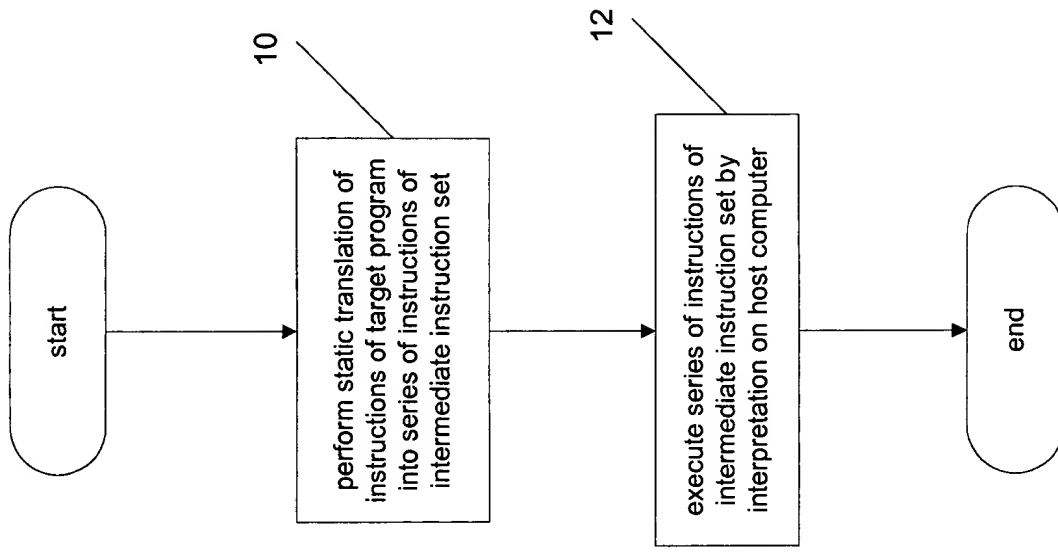 start
10
perform static translation of
instructions of target program
into series of instructions of
intermediate instruction set
12
execute series of instructions of
intermediate instruction set by
interpretation on host computer
end